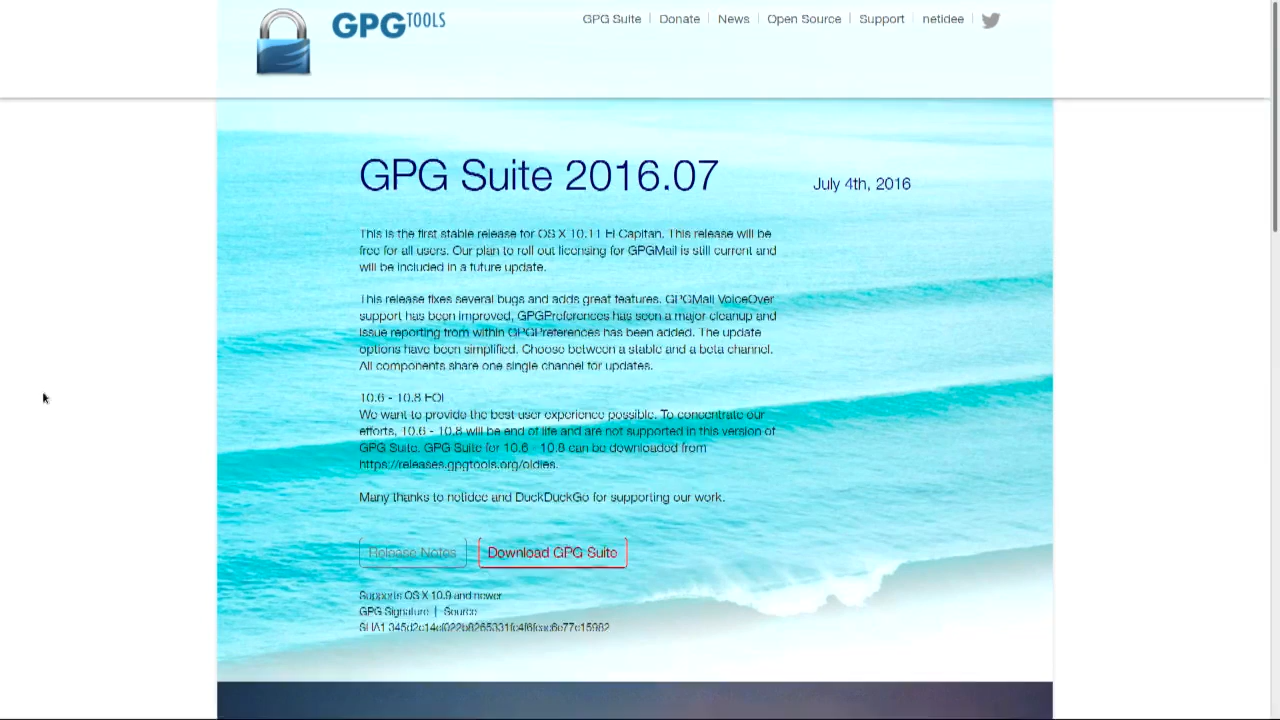 GPGTOOLS
GPG Suite
Donate
News
Open Source
Support
netidee
GPG Suite 2016.07
July 4th, 2016
This is the first stable release for OS X 10.11 El Capitan. This release will be
free for all users. Our plan to roll out licensing for GPGMail is still current and
will be included in a future update.
This release fixes several bugs and adds great features. GPGMail VoiceOver
support has been improved, GPGPreferences has seen a major cleanup and
issue reporting from within GPGPreferences has been added. The update
options have been simplified. Choose between a stable and a beta channel.
All components share one single channel for updates.
10.6 - 10.8 EOL
We want to provide the best user experience possible. To concentrate our
efforts, 10.6 - 10.8 will be end of life and are not supported in this version of
GPG Suite. GPG Suite for 10.6 - 10.8 can be downloaded from
https://releases.gpgtools.org/oldies.
Many thanks to netidee and DuckDuckGo for supporting our work.
Release Notes
Download GPG Suite
Supports OS X 10.9 and newer
GPG Signature | Source
SHA1